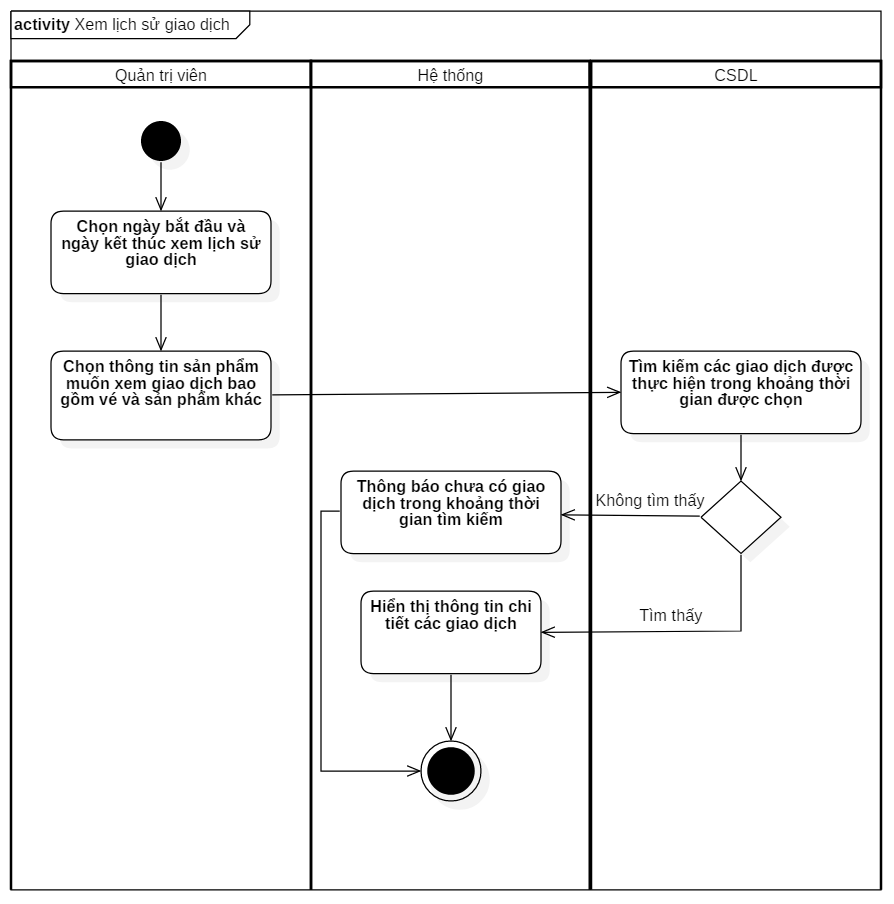 activity Xem lịch sử giao dịch
Quản trị viên
Hệ thống
CSDL
Chọn ngày bắt đầu và
ngày kết thúc xem lịch sử
giao dịch
Chọn thông tin sản phẩm
muốn xem giao dịch bao
gồm vé và sản phẩm khác
Tìm kiếm các giao dịch được
thực hiện trong khoảng thời
gian được chọn
Không tìm thấy
Thông báo chưa có giao
dịch trong khoảng thời
gian tìm kiếm
Tìm thấy
Hiển thị thông tin chi
tiết các giao dịch